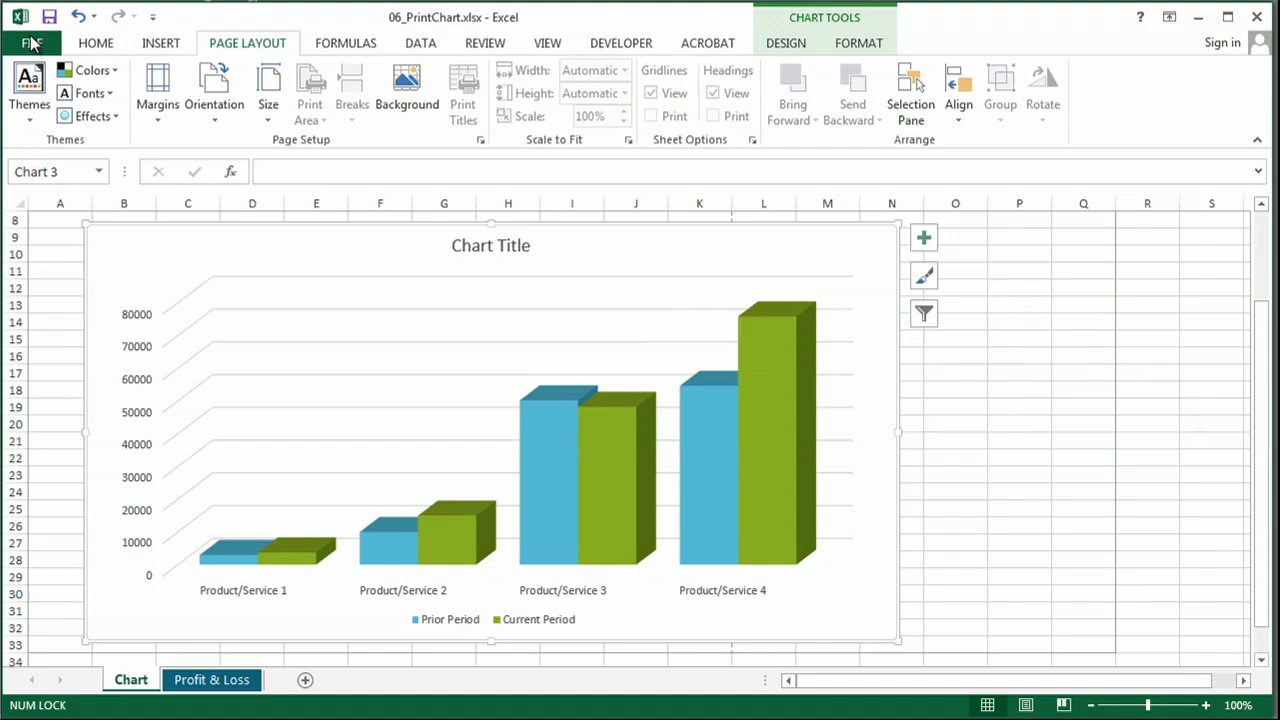 06_PrintChart.xlsx - Excel
CHART TOOLS
?
FILE HOME INSERT PAGE LAYOUT FORMULAS DATA REVIEW VIEW DEVELOPER ACROBAT DESIGN FORMAT Sign in
Aa Colors Width: Automatic Gridlines Headings
Fonts Height: Automatic View View
Themes Effects Margins Orientation Size Print Area Breaks Background Print Titles Scale: 100% Print Print Bring Forward Send Backward Selection Pane Align Group Rotate
Themes Page Setup Scale to Fit Sheet Options Arrange
Chart 3 fx
A B C D E F G H I J K L M N O P Q R S
8
9
10
11
12
13
14
15
16
17
18
19
20
21
22
23
24
25
26
27
28
29
30
31
32
33
34
Chart Title
80000
70000
60000
50000
40000
30000
20000
10000
0
Product/Service 1 Product/Service 2 Product/Service 3 Product/Service 4
Prior Period Current Period
Chart Profit & Loss
NUM LOCK 100%